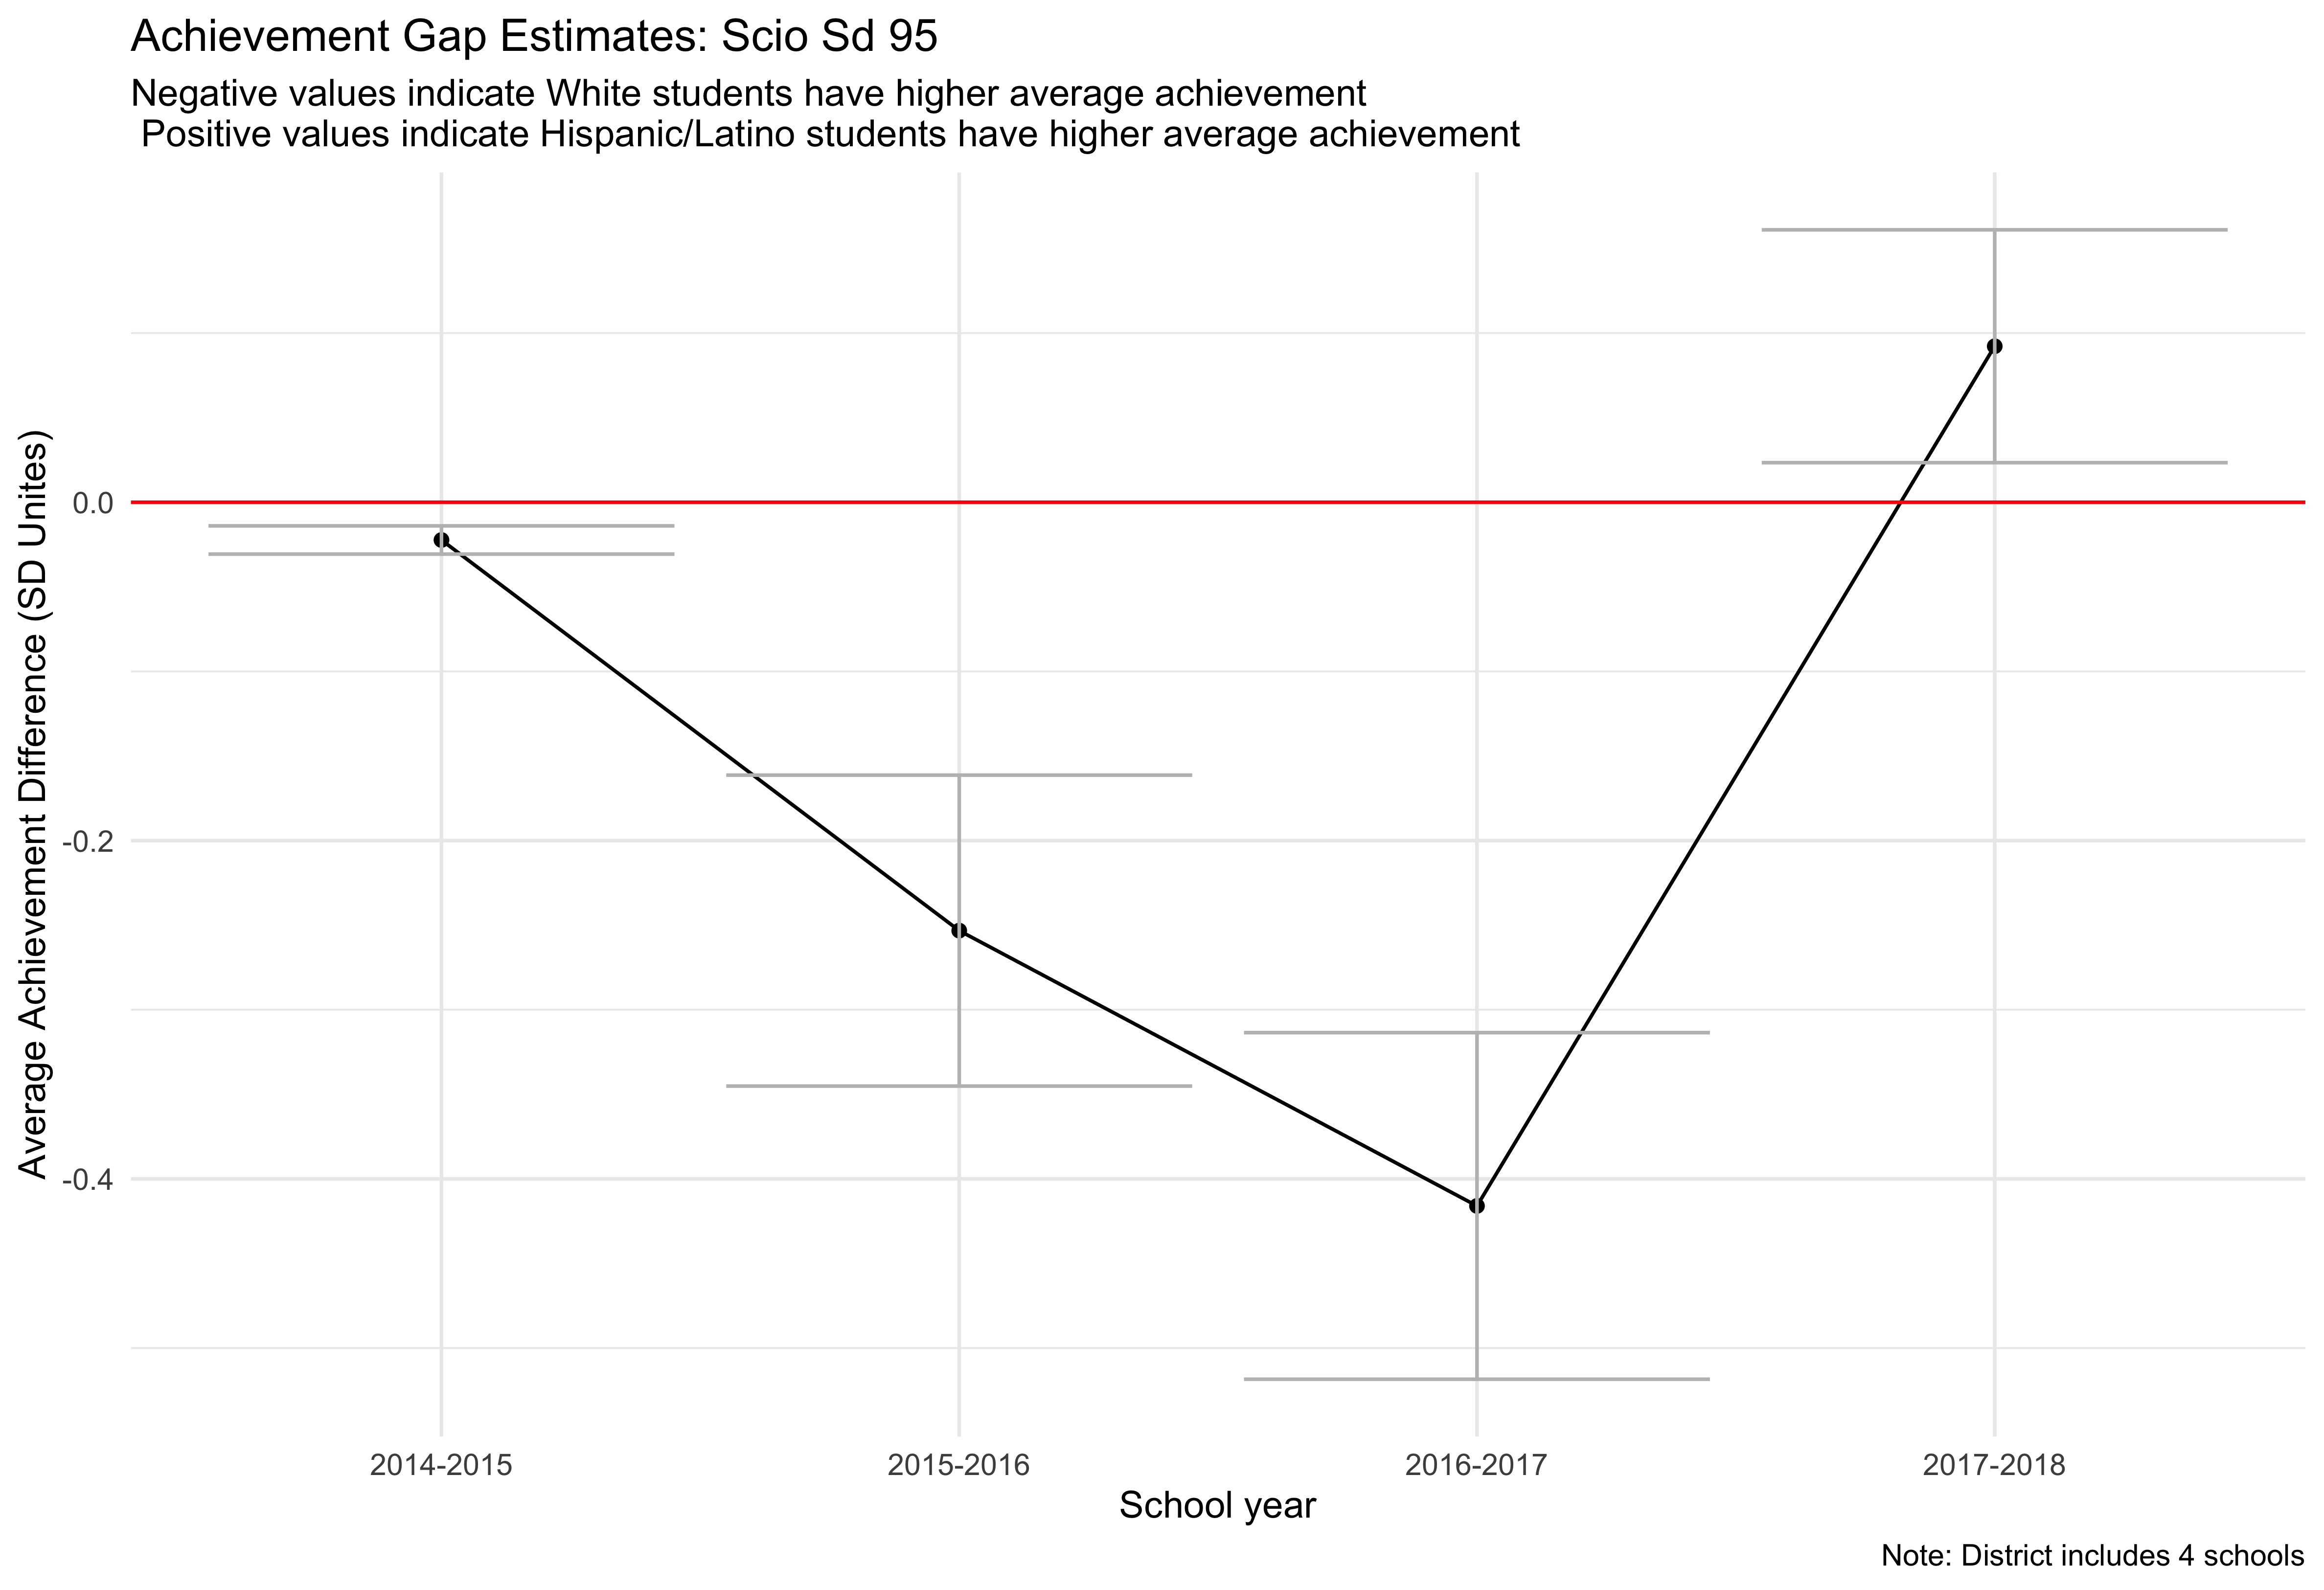 Achievement Gap Estimates: Scio Sd 95
Negative values indicate White students have higher average achievement
Positive values indicate Hispanic/Latino students have higher average achievement
Average Achievement Difference (SD Unites)
0.0
-0.2
-0.4
2014-2015
2015-2016
2016-2017
2017-2018
School year
Note: District includes 4 schools